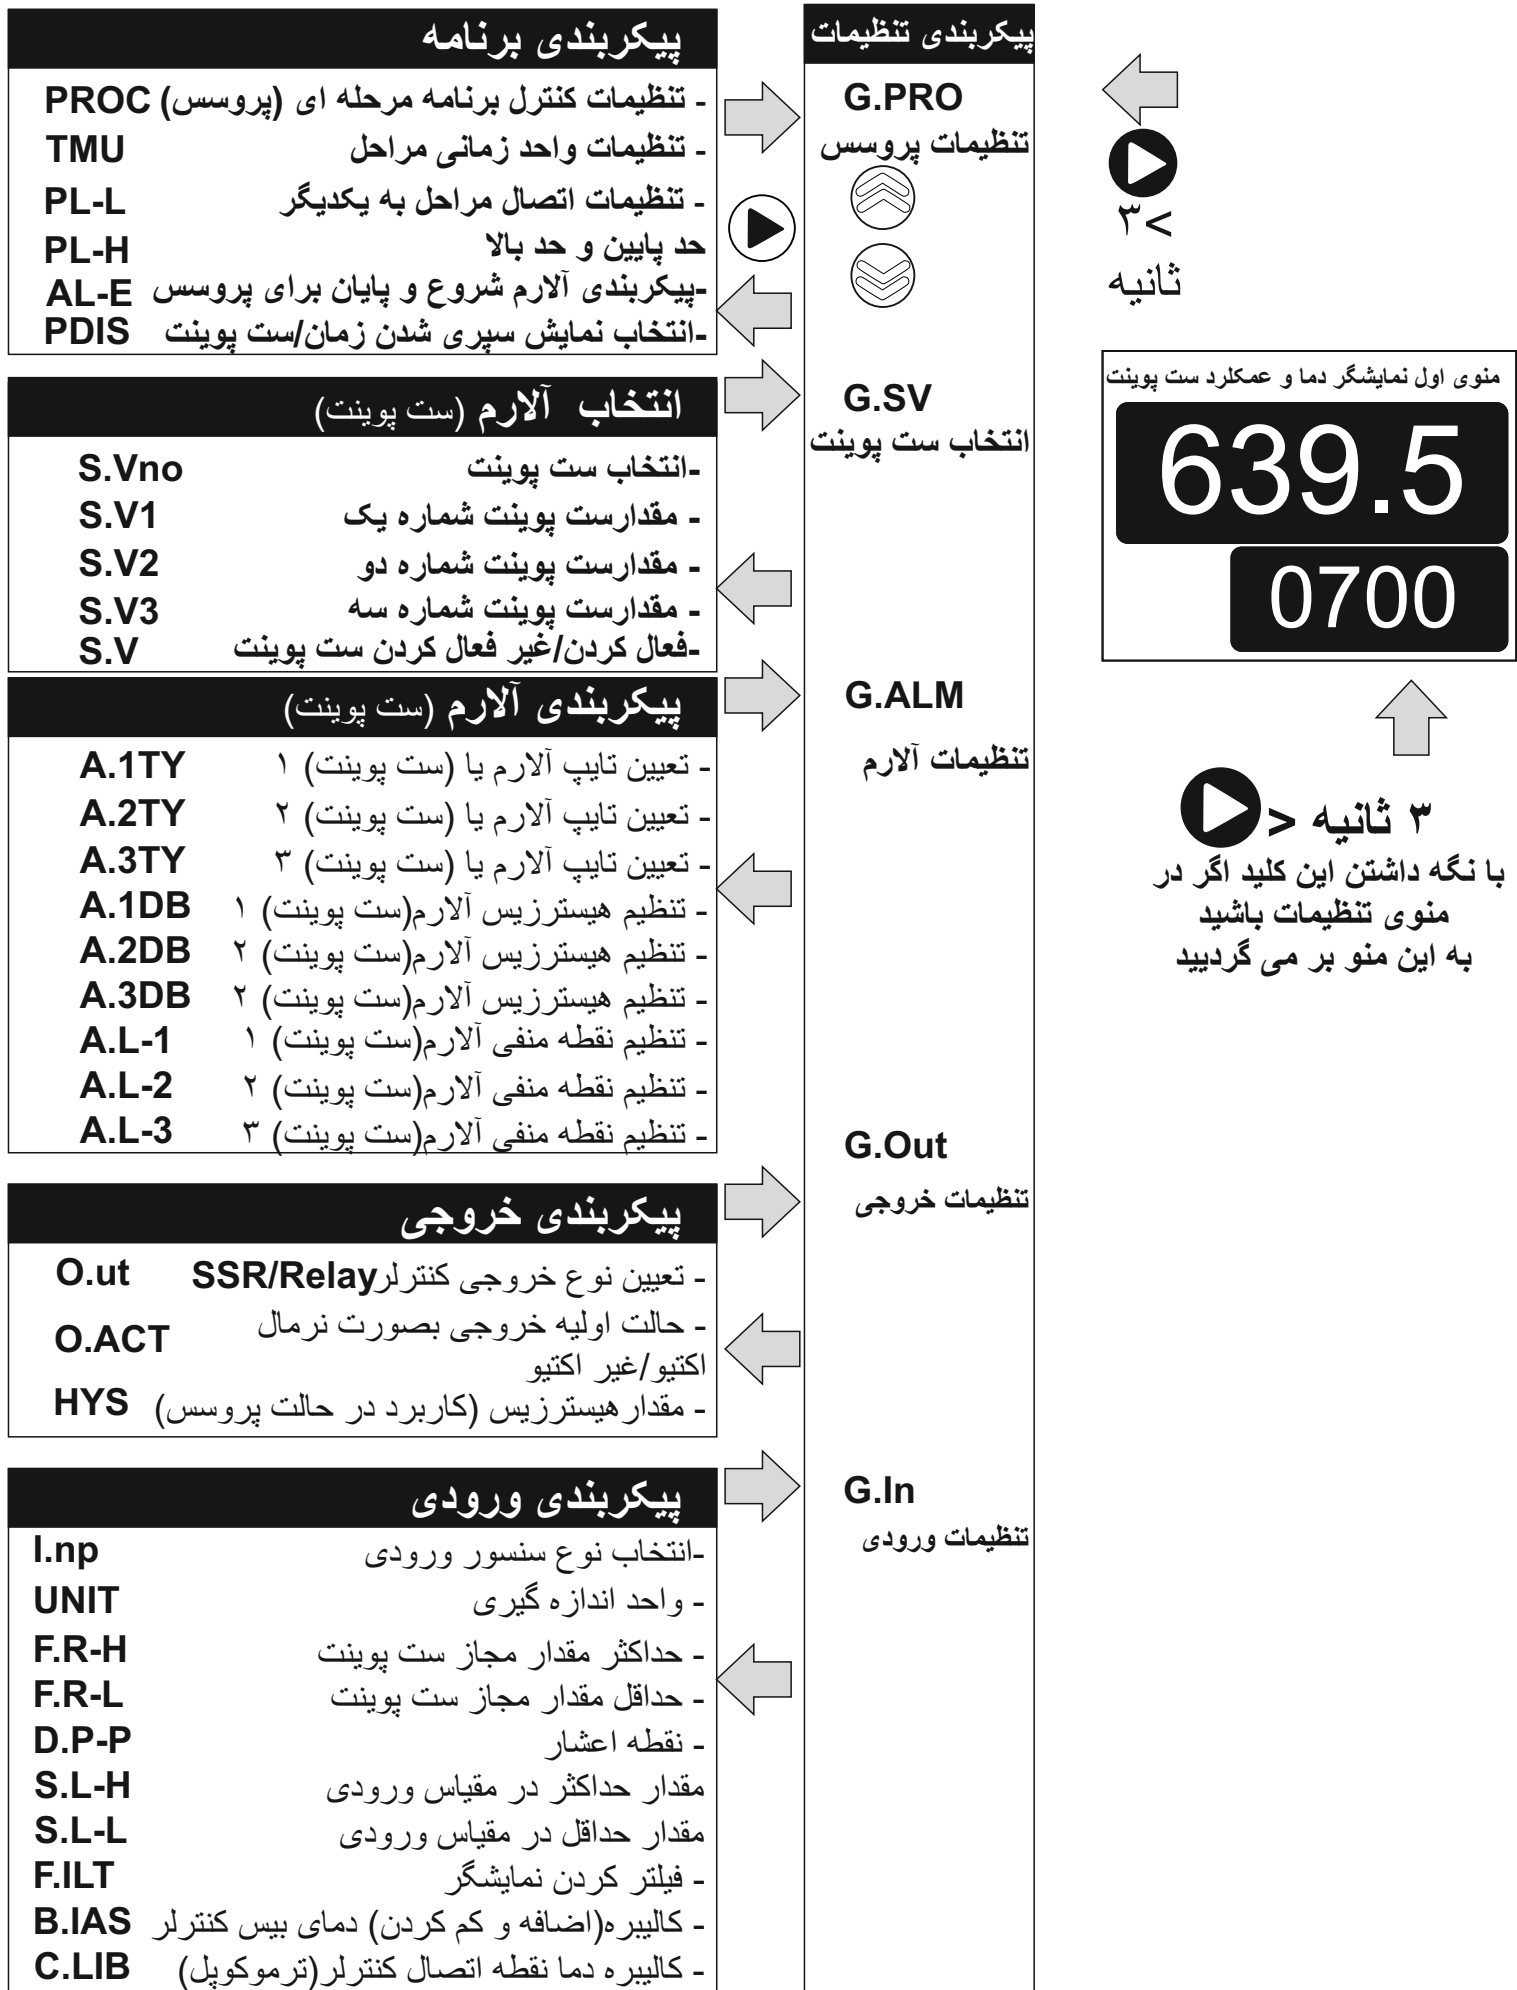 پیکربندی برنامه
- تنظیمات کنترل برنامه مرحله ای (پروسس) PROC
- تنظیمات واحد زمانی مراحل TMU
- تنظیمات اتصال مراحل به یکدیگر PL-L
حد پایین و حد بالا PL-H
-پیکربندی آلارم شروع و پایان برای پروسس AL-E
-انتخاب نمایش سپری شدن زمان/ست پوینت PDIS
انتخاب آلارم (ست پوینت)
-انتخاب ست پوینت S.Vno
- مقدارست پوینت شماره یک S.V1
- مقدارست پوینت شماره دو S.V2
- مقدارست پوینت شماره سه S.V3
-فعال کردن/غیر فعال کردن ست پوینت S.V
پیکربندی آلارم (ست پوینت)
- تعیین تایپ آلارم یا (ست پوینت) ۱ A.1TY
- تعیین تایپ آلارم یا (ست پوینت) ۲ A.2TY
- تعیین تایپ آلارم یا (ست پوینت) ۳ A.3TY
- تنظیم هیسترزیس آلارم(ست پوینت) ۱ A.1DB
- تنظیم هیسترزیس آلارم(ست پوینت) ۲ A.2DB
- تنظیم هیسترزیس آلارم(ست پوینت) ۲ A.3DB
- تنظیم نقطه منفی آلارم(ست پوینت) ۱ A.L-1
- تنظیم نقطه منفی آلارم(ست پوینت) ۲ A.L-2
- تنظیم نقطه منفی آلارم(ست پوینت) ۳ A.L-3
پیکربندی خروجی
- تعیین نوع خروجی کنترلرSSR/Relay O.ut
- حالت اولیه خروجی بصورت نرمال O.ACT
اکتیو/غیر اکتیو
- مقدارهیسترزیس (کاربرد در حالت پروسس) HYS
پیکربندی ورودی
-انتخاب نوع سنسور ورودی I.np
- واحد اندازه گیری UNIT
- حداکثر مقدار مجاز ست پوینت F.R-H
- حداقل مقدار مجاز ست پوینت F.R-L
- نقطه اعشار D.P-P
مقدار حداکثر در مقیاس ورودی S.L-H
مقدار حداقل در مقیاس ورودی S.L-L
- فیلتر کردن نمایشگر F.ILT
- کالیبره(اضافه و کم کردن) دمای بیس کنترلر B.IAS
- کالیبره دما نقطه اتصال کنترلر(ترموکوپل) C.LIB
پیکربندی تنظیمات
G.PRO
تنظیمات پروسس
G.SV
انتخاب ست پوینت
G.ALM
تنظیمات آلارم
G.Out
تنظیمات خروجی
G.In
تنظیمات ورودی
۳<
ثانیه
منوی اول نمایشگر دما و عمکلرد ست پوینت
639.5
0700
۳ ثانیه <
با نگه داشتن این کلید اگر در
منوی تنظیمات باشید
به این منو بر می گردیید